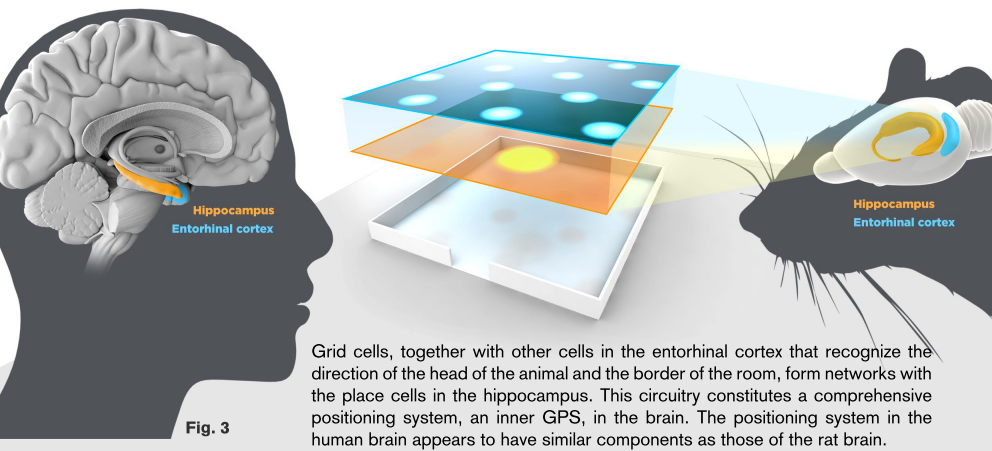 Hippocampus
Entorhinal cortex
Hippocampus
Entorhinal cortex
Grid cells, together with other cells in the entorhinal cortex that recognize the
direction of the head of the animal and the border of the room, form networks with
the place cells in the hippocampus. This circuitry constitutes a comprehensive
positioning system, an inner GPS, in the brain. The positioning system in the
human brain appears to have similar components as those of the rat brain.
Fig. 3